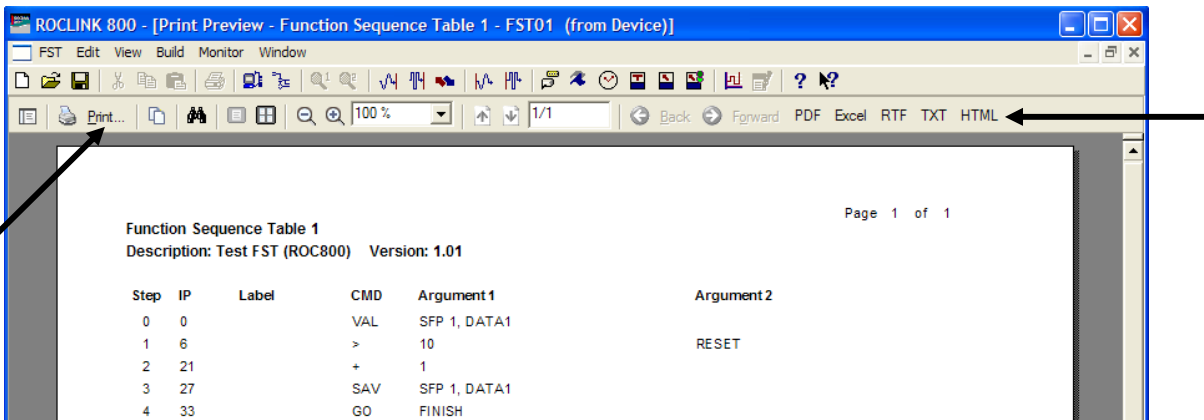 ROCLINK 800 - [Print Preview - Function Sequence Table 1 - FST01 (from Device)]
FST Edit View Build Monitor Window
Print... 100 % 1/1 Back Forward PDF Excel RTF TXT HTML
Page 1 of 1
Function Sequence Table 1
Description: Test FST (ROC800) Version: 1.01
Step IP Label CMD Argument 1 Argument 2
0 0 VAL SFP 1, DATA1
1 6 > 10 RESET
2 21 + 1
3 27 SAV SFP 1, DATA1
4 33 GO FINISH